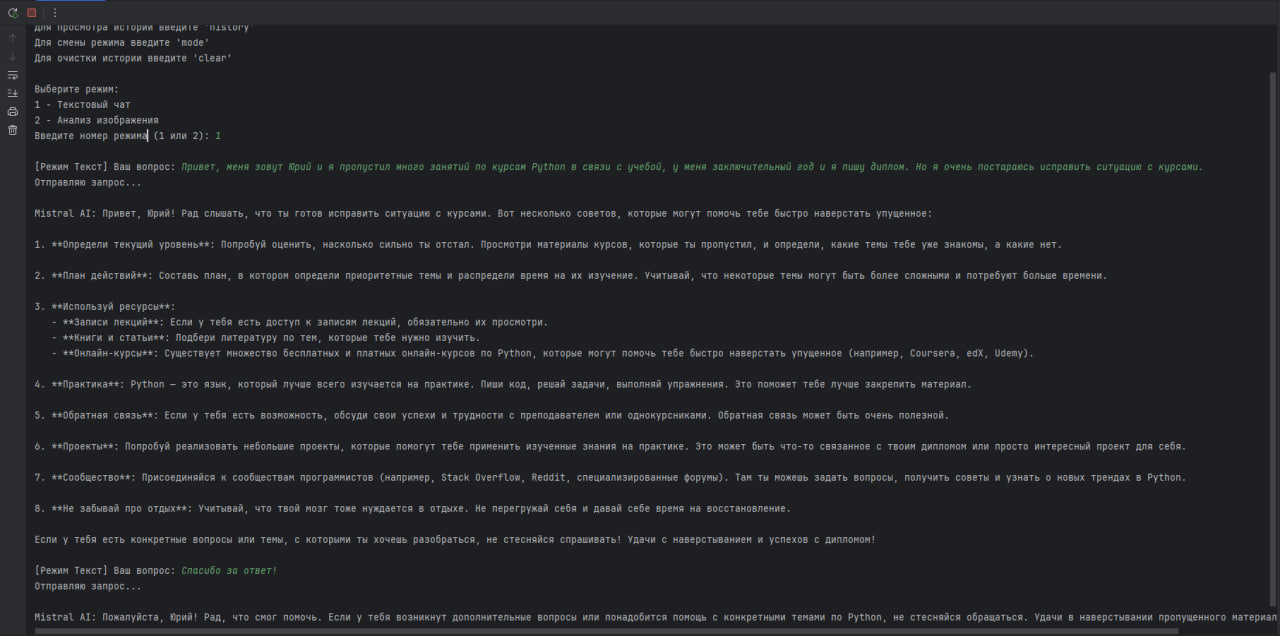 Для просмотра истории введите 'history'
Для смены режима введите 'mode'
Для очистки истории введите 'clear'
Выберите режим:
1 - Текстовый чат
2 - Анализ изображения
Введите номер режима (1 или 2): 1
[Режим Текст] Ваш вопрос: Привет, меня зовут Юрий и я пропустил много занятий по курсам Python в связи с учебой, у меня заключительный год и я пишу диплом. Но я очень постараюсь исправить ситуацию с курсами.
Отправляю запрос...
Mistral AI: Привет, Юрий! Рад слышать, что ты готов исправить ситуацию с курсами. Вот несколько советов, которые могут помочь тебе быстро наверстать упущенное:
1. **Определи текущий уровень**: Попробуй оценить, насколько сильно ты отстал. Просмотри материалы курсов, которые ты пропустил, и определи, какие темы тебе уже знакомы, а какие нет.
2. **План действий**: Составь план, в котором определи приоритетные темы и распредели время на их изучение. Учитывай, что некоторые темы могут быть более сложными и потребуют больше времени.
3. **Используй ресурсы**:
- **Записи лекций**: Если у тебя есть доступ к записям лекций, обязательно их просмотри.
- **Книги и статьи**: Подбери литературу по тем, которые тебе нужно изучить.
- **Онлайн-курсы**: Существует множество бесплатных и платных онлайн-курсов по Python, которые могут помочь тебе быстро наверстать упущенное (например, Coursera, edX, Udemy).
4. **Практика**: Python — это язык, который лучше всего изучается на практике. Пиши код, решай задачи, выполняй упражнения. Это поможет тебе лучше закрепить материал.
5. **Обратная связь**: Если у тебя есть возможность, обсуди свои успехи и трудности с преподавателем или однокурсниками. Обратная связь может быть очень полезной.
6. **Проекты**: Попробуй реализовать небольшие проекты, которые помогут тебе применить изученные знания на практике. Это может быть что-то связанное с твоим дипломом или просто интересный проект для себя.
7. **Сообщество**: Присоединяйся к сообществам программистов (например, Stack Overflow, Reddit, специализированные форумы). Там ты можешь задать вопросы, получить советы и узнать о новых трендах в Python.
8. **Не забывай про отдых**: Учитывай, что твой мозг тоже нуждается в отдыхе. Не перегружай себя и давай себе время на восстановление.
Если у тебя есть конкретные вопросы или темы, с которыми ты хочешь разобраться, не стесняйся спрашивать! Удачи с наверстыванием и успехов с дипломом!
[Режим Текст] Ваш вопрос: Спасибо за ответ!
Отправляю запрос...
Mistral AI: Пожалуйста, Юрий! Рад, что смог помочь. Если у тебя возникнут дополнительные вопросы или понадобится помощь с конкретными темами по Python, не стесняйся обращаться. Удачи в наверстывании пропущенного материал